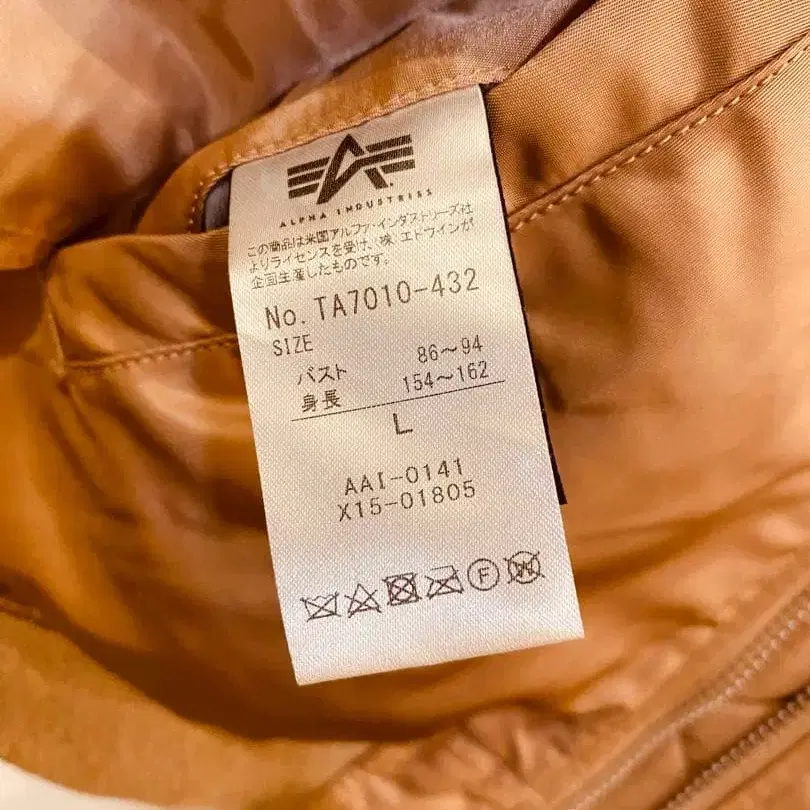 ALPHA INDUSTRIES
この商品は米国アルファ・インダストリーズ社
よりライセンスを受け、(株)エドウインが
企画生産したものです。
No. TA7010-432
SIZE
バスト 86～94
身長 154～162
L
AAI-0141
X15-01805
F
W